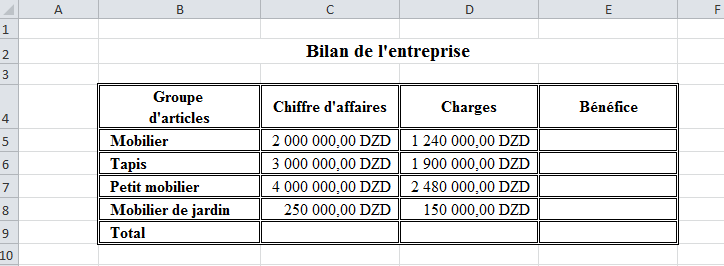 A B C D E F
1
2 Bilan de l'entreprise
3
4 Groupe d'articles Chiffre d'affaires Charges Bénéfice
5 Mobilier 2 000 000,00 DZD 1 240 000,00 DZD
6 Tapis 3 000 000,00 DZD 1 900 000,00 DZD
7 Petit mobilier 4 000 000,00 DZD 2 480 000,00 DZD
8 Mobilier de jardin 250 000,00 DZD 150 000,00 DZD
9 Total
10